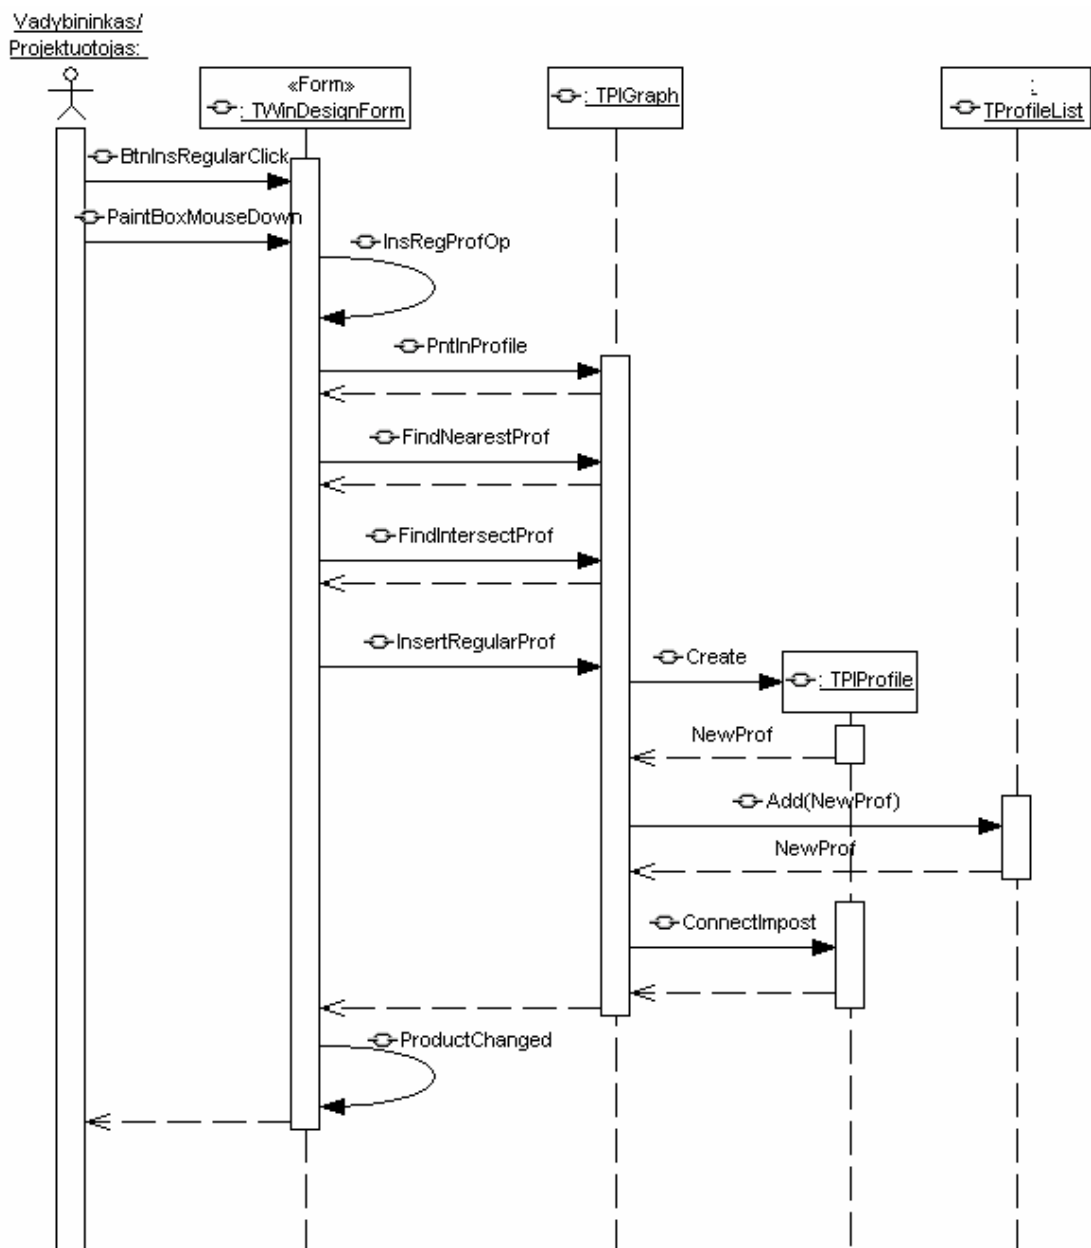 Vadybininkas/
Projektuotojas:
«Form»
: TWinDesignForm
: TPIGraph
:
TProfileList
BtnInsRegularClick
PaintBoxMouseDown
InsRegProfOp
PntInProfile
FindNearestProf
FindIntersectProf
InsertRegularProf
Create
: TPIProfile
NewProf
Add(NewProf)
NewProf
ConnectImpost
ProductChanged